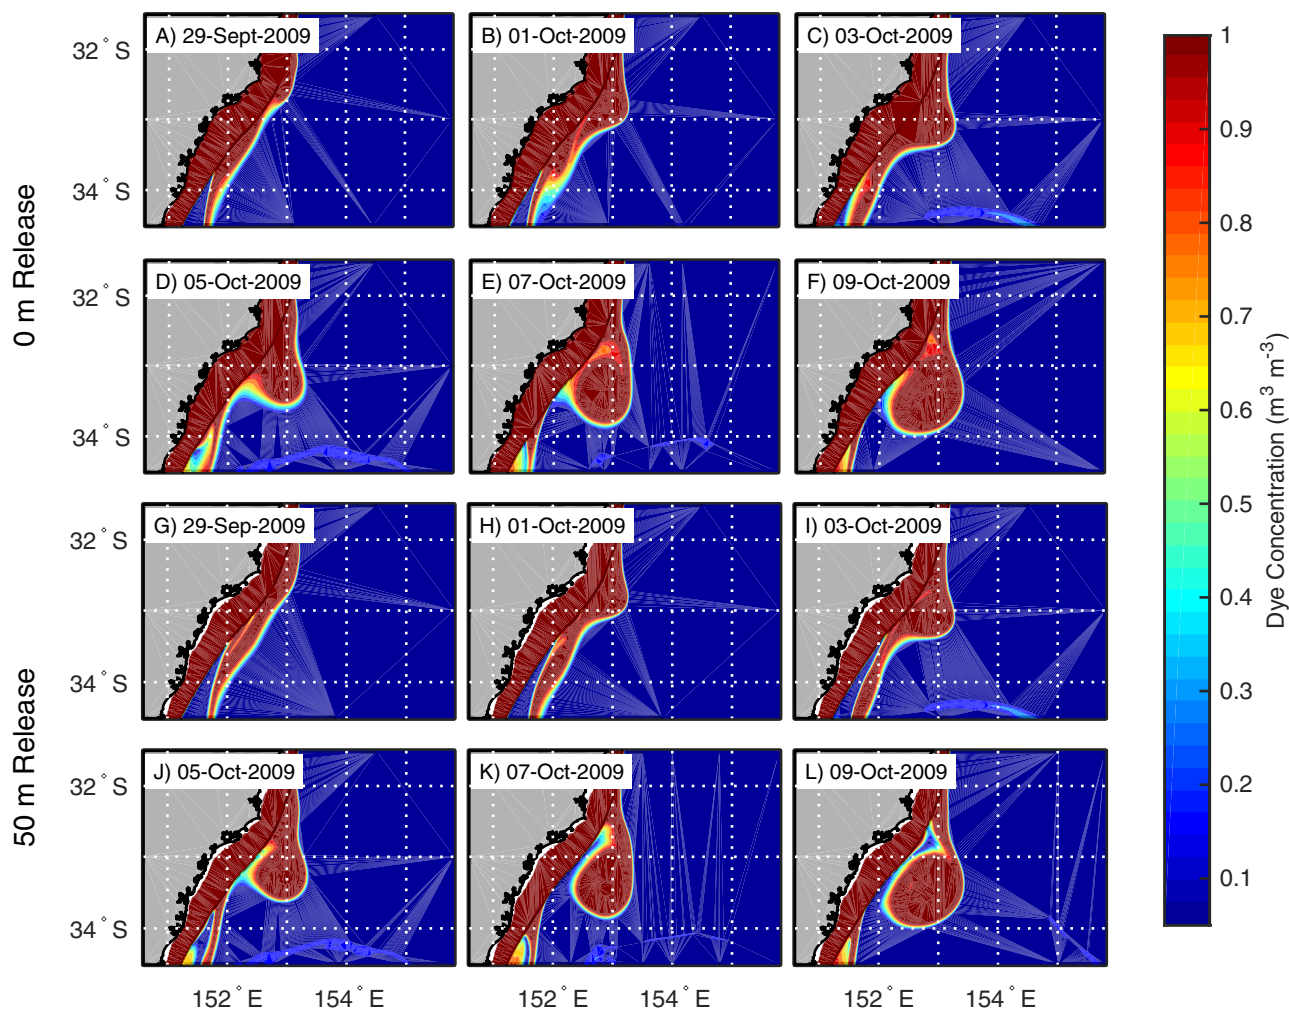 A) 29-Sept-2009
B) 01-Oct-2009
C) 03-Oct-2009
32° S
34° S
0 m Release
D) 05-Oct-2009
E) 07-Oct-2009
F) 09-Oct-2009
32° S
34° S
G) 29-Sep-2009
H) 01-Oct-2009
I) 03-Oct-2009
32° S
34° S
50 m Release
J) 05-Oct-2009
K) 07-Oct-2009
L) 09-Oct-2009
32° S
34° S
152° E
154° E
152° E
154° E
152° E
154° E
1
0.9
0.8
0.7
0.6
0.5
0.4
0.3
0.2
0.1
Dye Concentration (m³ m⁻³)